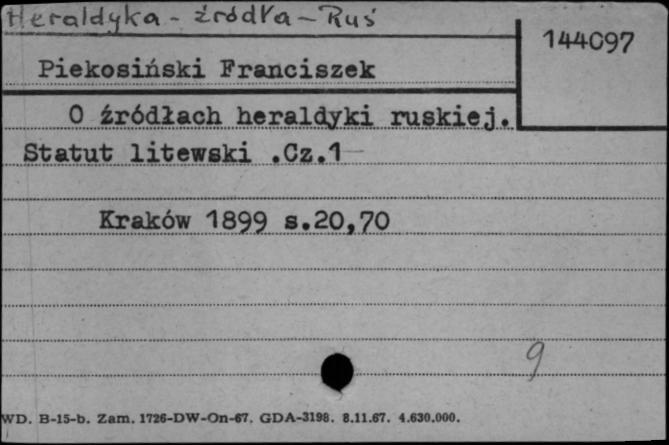 Heraldyka - źródła - Ruś
144097
Piekosiński Franciszek
O źródłach heraldyki ruskiej.
Statut litewski .Cz.1
Kraków 1899 s.20,70
9
WD. B-15-b. Zam. 1726-DW-On-67. GDA-3198. 8.11.67. 4.630.000.